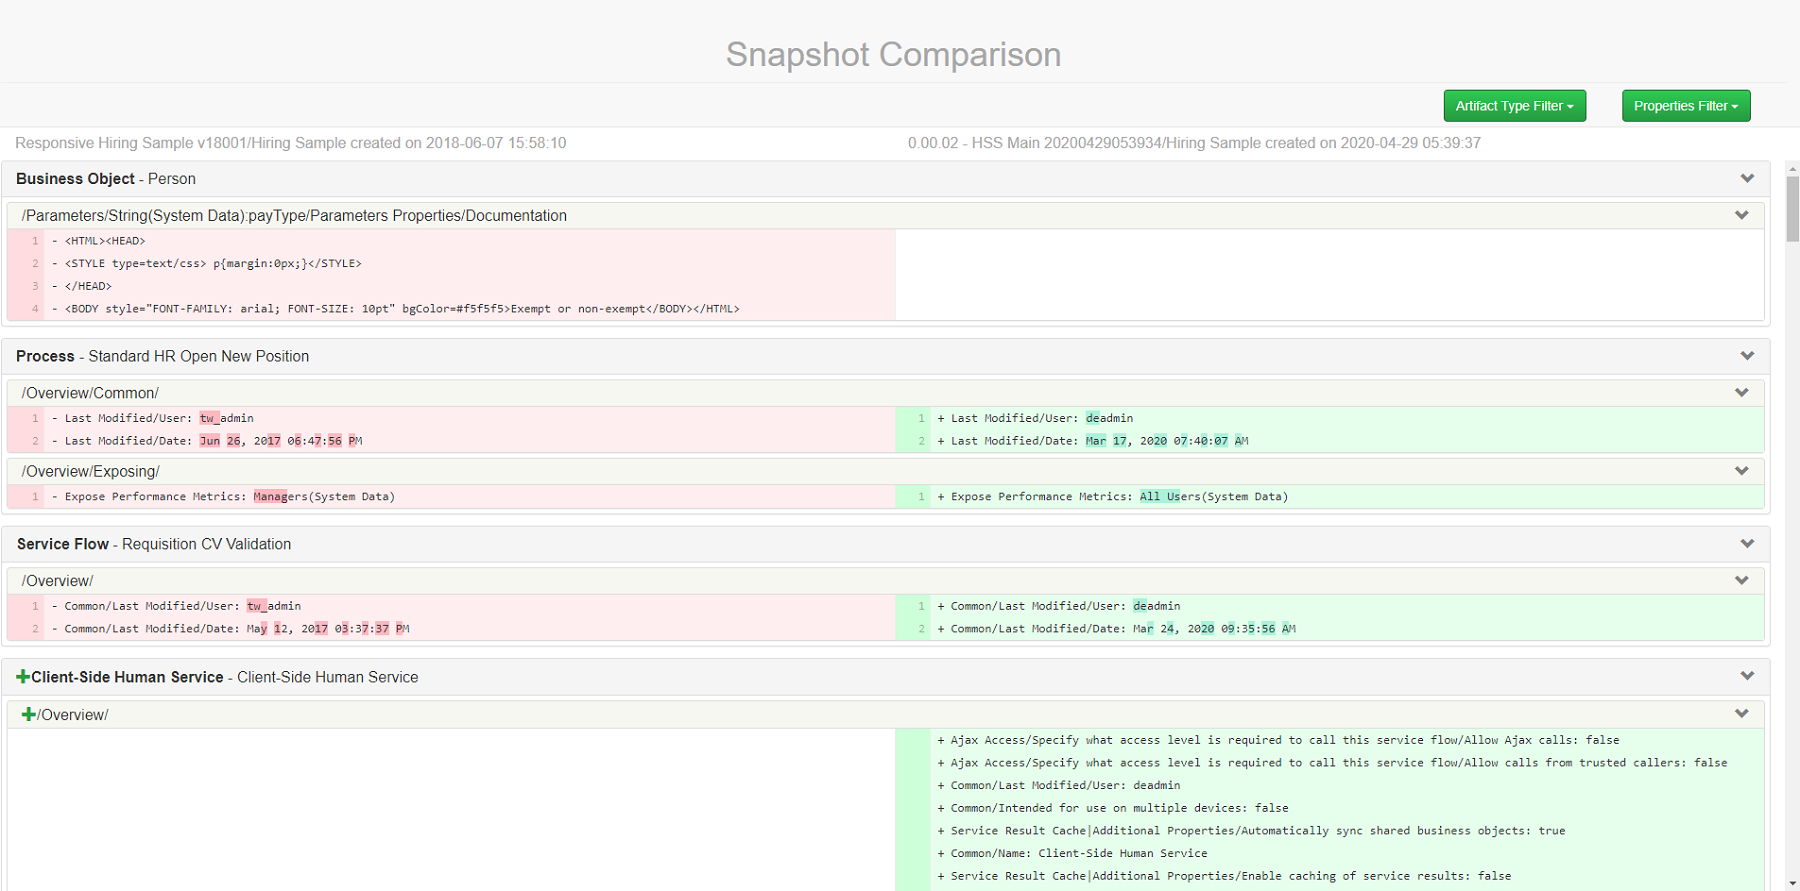 Snapshot Comparison
Artifact Type Filter
Properties Filter
Responsive Hiring Sample v18001/Hiring Sample created on 2018-06-07 15:58:10
0.00.02 - HSS Main 20200429053934/Hiring Sample created on 2020-04-29 05:39:37
Business Object - Person
/Parameters/String(System Data):payType/Parameters Properties/Documentation
1 - <HTML><HEAD>
2 - <STYLE type=text/css> p{margin:0px;}</STYLE>
3 - </HEAD>
4 - <BODY style="FONT-FAMILY: arial; FONT-SIZE: 10pt" bgColor=#f5f5f5>Exempt or non-exempt</BODY></HTML>
Process - Standard HR Open New Position
/Overview/Common/
1 - Last Modified/User: tw_admin
1 + Last Modified/User: deadmin
2 - Last Modified/Date: Jun 26, 2017 06:47:56 PM
2 + Last Modified/Date: Mar 17, 2020 07:40:07 AM
/Overview/Exposing/
1 - Expose Performance Metrics: Managers(System Data)
1 + Expose Performance Metrics: All Users(System Data)
Service Flow - Requisition CV Validation
/Overview/
1 - Common/Last Modified/User: tw_admin
1 + Common/Last Modified/User: deadmin
2 - Common/Last Modified/Date: May 12, 2017 03:37:37 PM
2 + Common/Last Modified/Date: Mar 24, 2020 09:35:56 AM
Client-Side Human Service - Client-Side Human Service
/Overview/
+ Ajax Access/Specify what access level is required to call this service flow/Allow Ajax calls: false
+ Ajax Access/Specify what access level is required to call this service flow/Allow calls from trusted callers: false
+ Common/Last Modified/User: deadmin
+ Common/Intended for use on multiple devices: false
+ Service Result Cache|Additional Properties/Automatically sync shared business objects: true
+ Common/Name: Client-Side Human Service
+ Service Result Cache|Additional Properties/Enable caching of service results: false